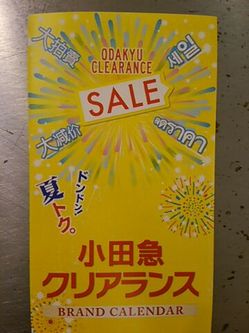 大拍賣
ODAKYU
CLEARANCE
세일
SALE
大减价
ลดราคา
ドンドン!
夏トク。
小田急
クリアランス
BRAND CALENDAR